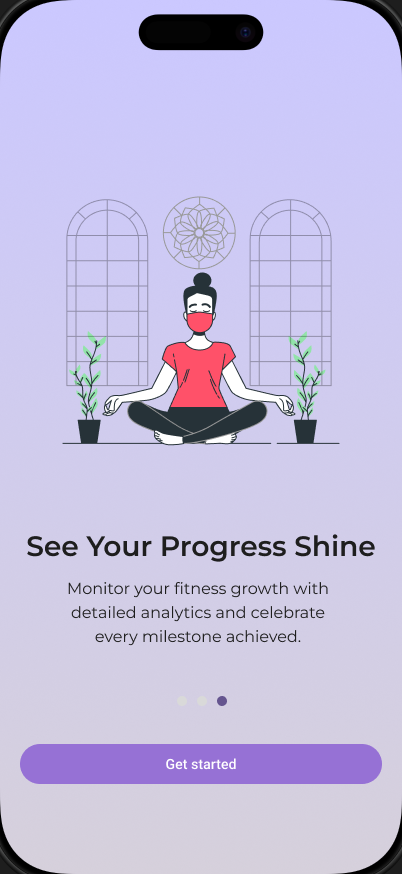 See Your Progress Shine
Monitor your fitness growth with
detailed analytics and celebrate
every milestone achieved.
Get started